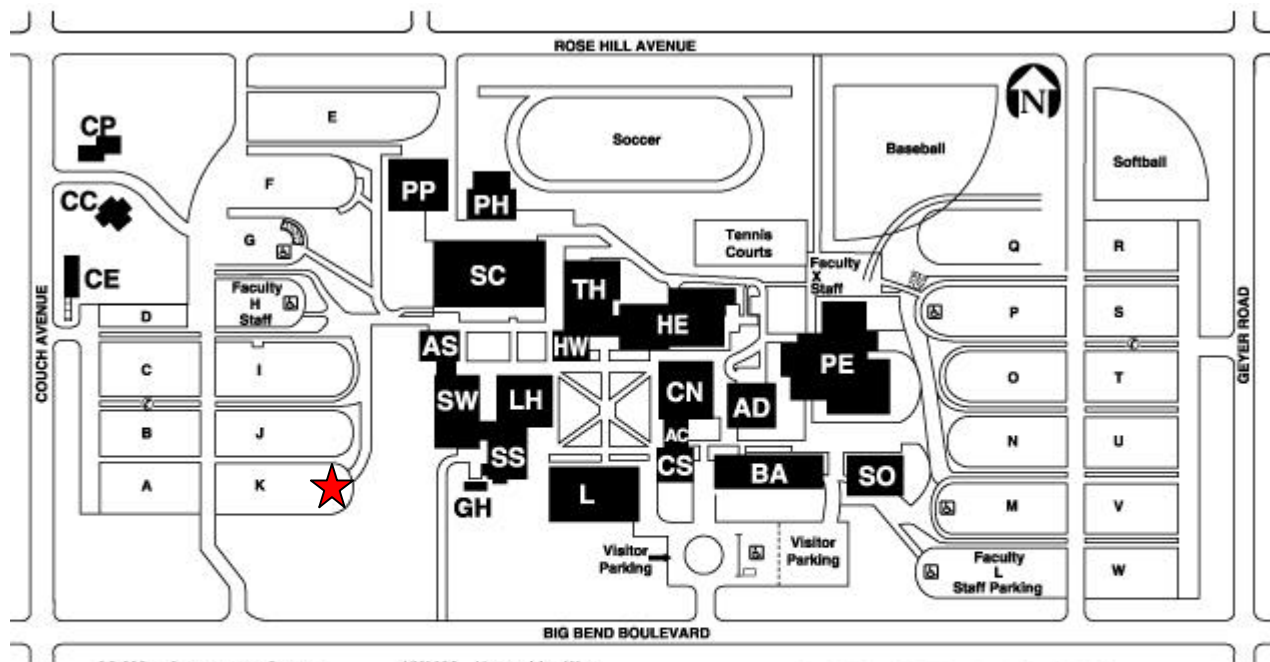 ROSE HILL AVENUE
N
E
CP
Soccer
Baseball
Softball
F
PP
PH
CC
Tennis
Courts
G
Q
R
CE
SC
TH
Faculty
X
Staff
Faculty
H
Staff
D
P
S
HE
AS
HW
PE
COUCH AVENUE
GEYER ROAD
C
I
O
T
SW
LH
CN
AD
B
J
AC
N
U
SS
CS
BA
SO
A
K
L
GH
M
V
Visitor
Parking
Visitor
Parking
Faculty
L
Staff Parking
W
BIG BEND BOULEVARD